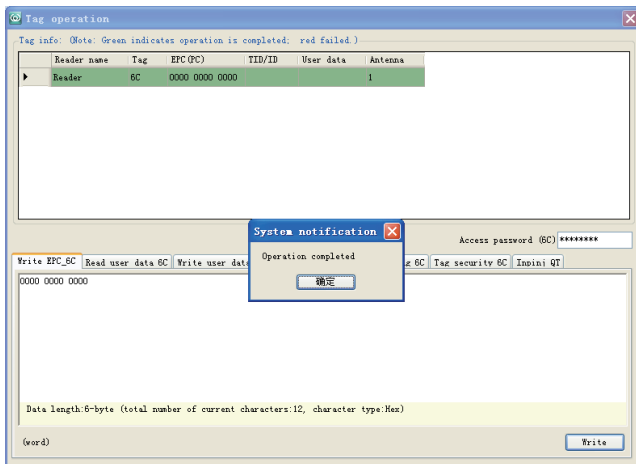 Tag operation
Tag info: (Note: Green indicates operation is completed; red failed.)
Reader name Tag EPC(PC) TID/ID User data Antenna
Reader 6C 0000 0000 0000 1
System notification
Operation completed
确定
Access password (6C) ********
Write EPC_6C Read user data 6C Write user data 6C Tag security 6C Inpinj QT
0000 0000 0000
Data length:6-byte (total number of current characters:12, character type:Hex)
(word)
Write